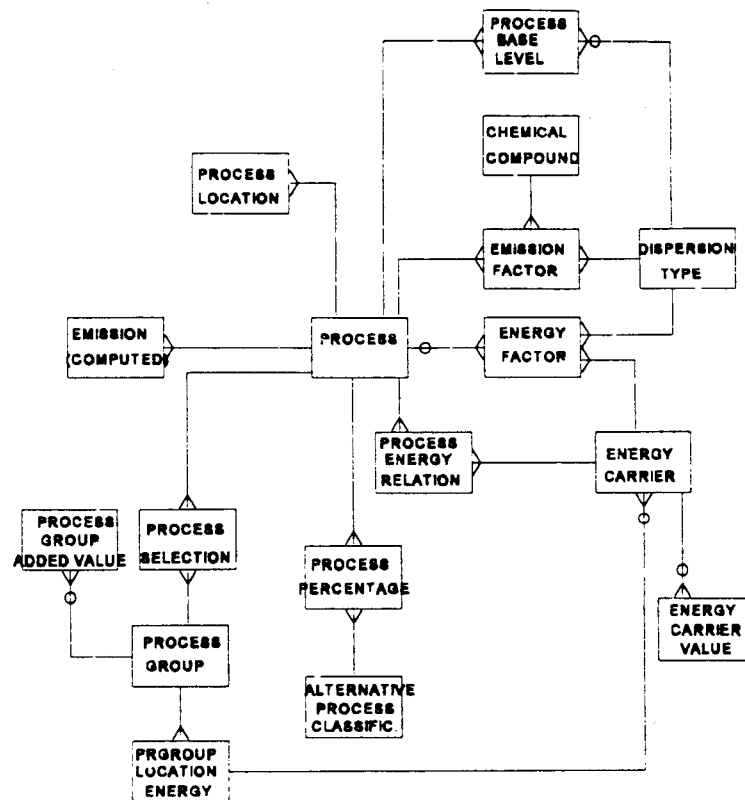 PROCESS
BASE
LEVEL
CHEMICAL
COMPOUND
PROCESS
LOCATION
EMISSION
FACTOR
DISPERSION
TYPE
EMISSION
(COMPUTED)
PROCESS
ENERGY
FACTOR
PROCESS
ENERGY
RELATION
ENERGY
CARRIER
PROCESS
GROUP
ADDED VALUE
PROCESS
SELECTION
PROCESS
PERCENTAGE
ENERGY
CARRIER
VALUE
PROCESS
GROUP
ALTERNATIVE
PROCESS
CLASSIFIC.
PRGROUP
LOCATION
ENERGY